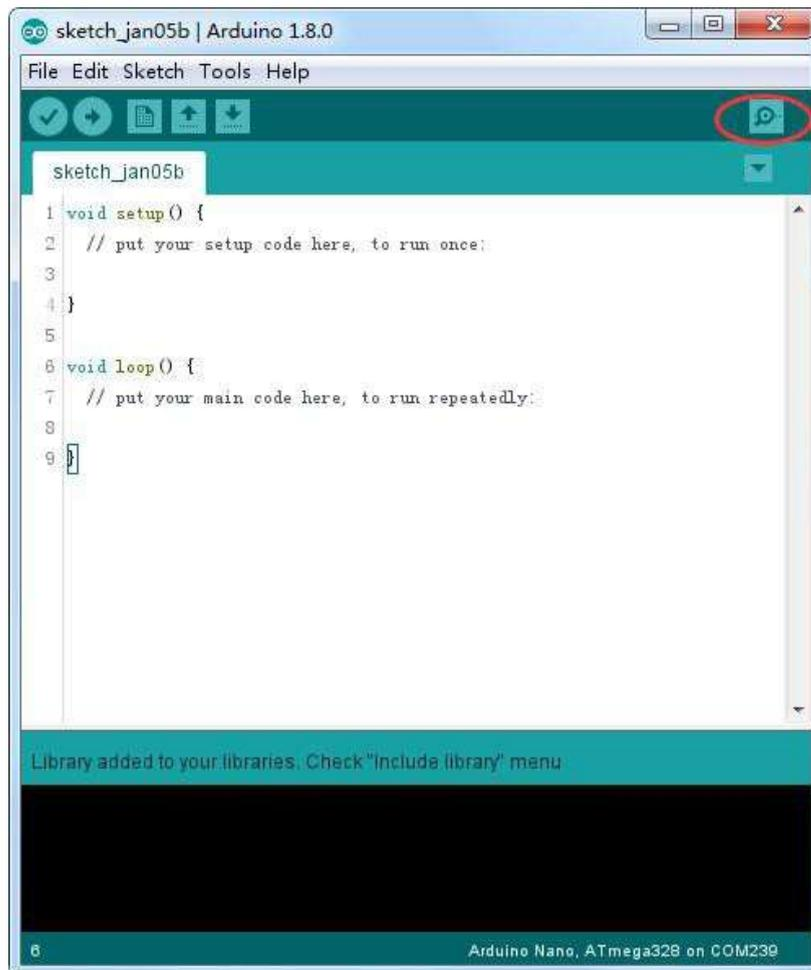 sketch_jan05b | Arduino 1.8.0
File Edit Sketch Tools Help
sketch_jan05b
1 void setup() {
2 // put your setup code here, to run once:
3
4 }
5
6 void loop() {
7 // put your main code here, to run repeatedly:
8
9 }
Library added to your libraries. Check "Include library" menu
6 Arduino Nano, ATmega328 on COM239